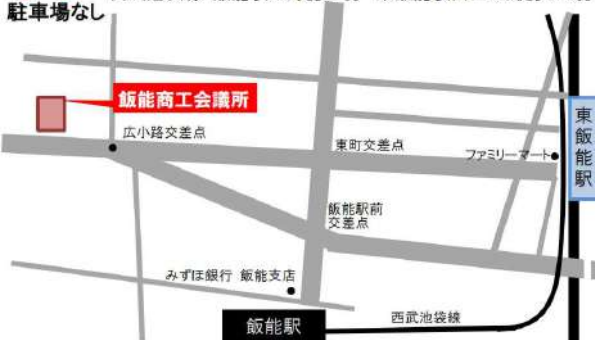 駐車場なし
飯能商工会議所
広小路交差点
東町交差点
ファミリーマート
東飯能駅
飯能駅前
交差点
みずほ銀行 飯能支店
飯能駅
西武池袋線